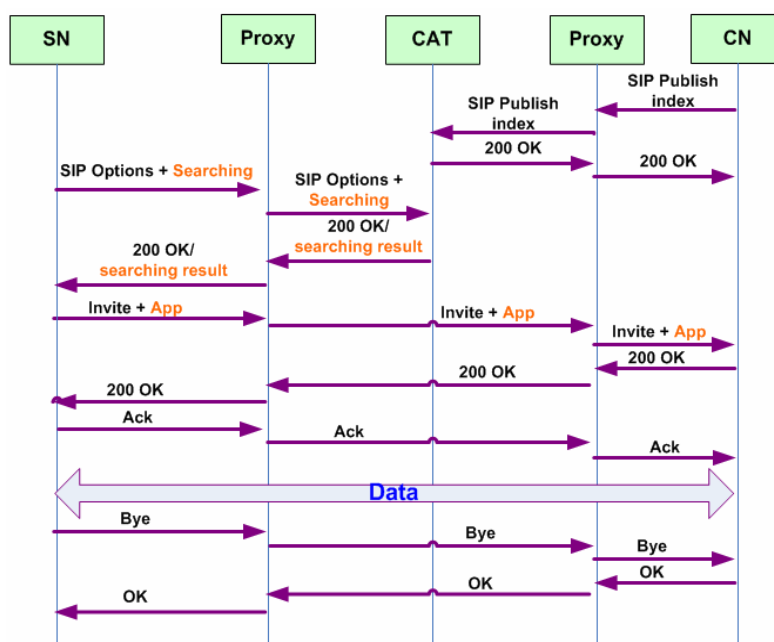 SN
Proxy
CAT
Proxy
CN
SIP Publish
index
SIP Publish
index
200 OK
200 OK
SIP Options + Searching
SIP Options +
Searching
200 OK/
searching result
200 OK/
searching result
Invite + App
Invite + App
Invite + App
200 OK
200 OK
200 OK
Ack
Ack
Ack
Data
Bye
Bye
Bye
OK
OK
OK